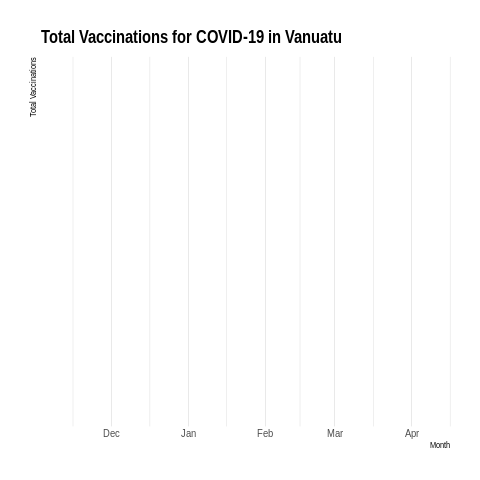 Total Vaccinations for COVID-19 in Vanuatu
Total Vaccinations
Dec Jan Feb Mar Apr
Month